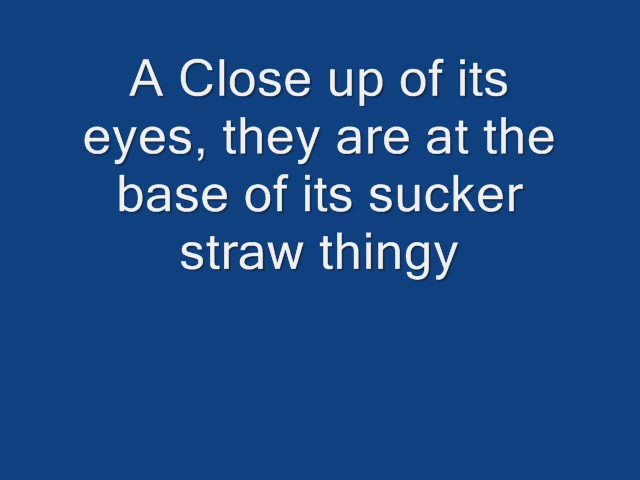 A Close up of its
eyes, they are at the
base of its sucker
straw thingy